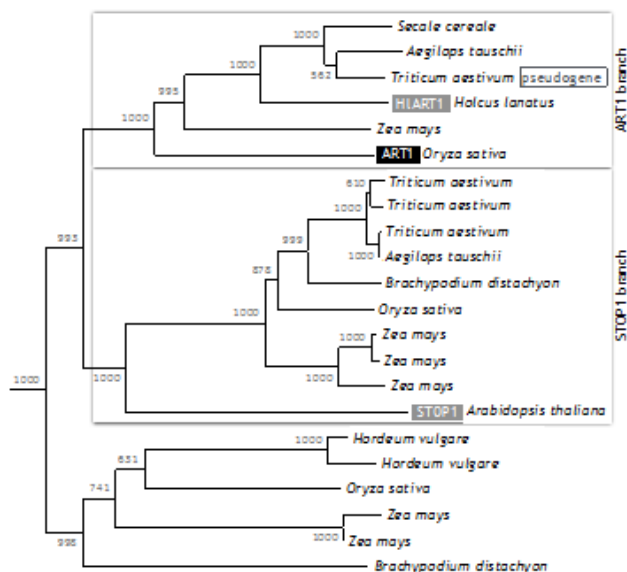 1000 Secale cereale
Aegilops tauschii
1000
562 Triticum aestivum pseudogene
995
HlART1 Holcus lanatus
1000
Zea mays
ART1 Oryza sativa
ART1 branch
610 Triticum aestivum
1000 Triticum aestivum
993
999 Triticum aestivum
1000 Aegilops tauschii
878
Brachypodium distachyon
1000 Oryza sativa
1000 Zea mays
Zea mays
1000 Zea mays
1000
1000
STOP1 Arabidopsis thaliana
STOP1 branch
1000 Hordeum vulgare
631 Hordeum vulgare
741 Oryza sativa
Zea mays
1000 Zea mays
998
Brachypodium distachyon